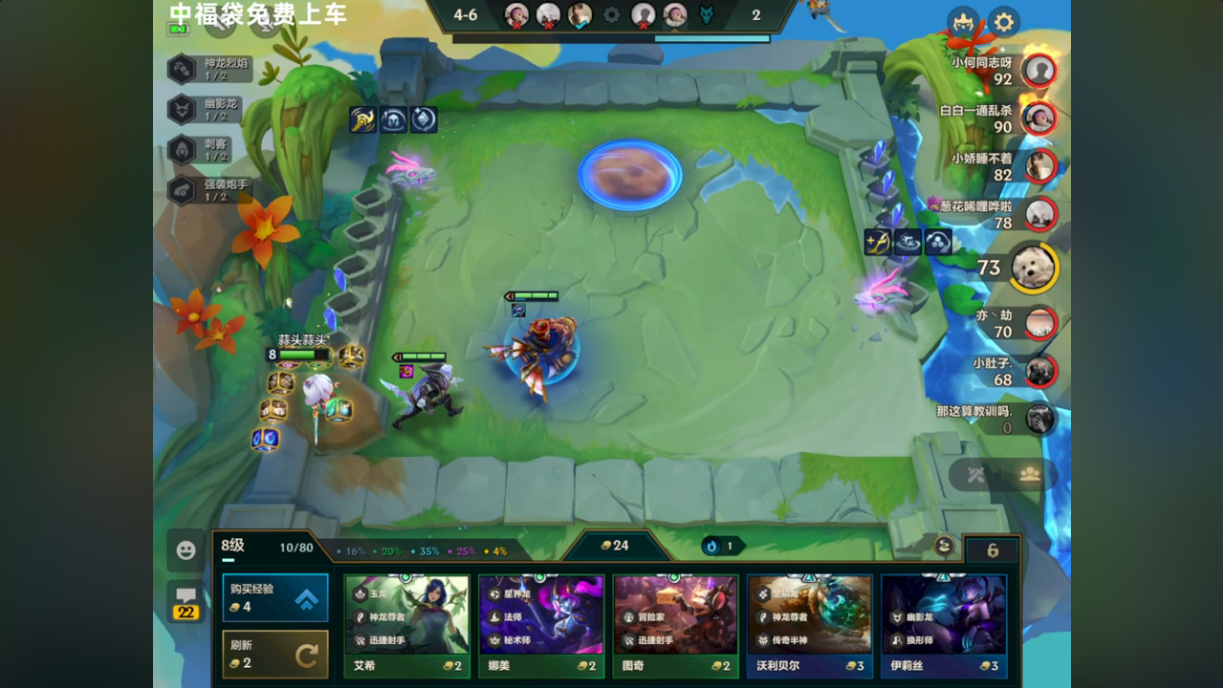 中福袋免费上车
4-6
2
神龙烈焰
1/2
幽影龙
1/2
刺客
1/2
强袭炮手
1/2
小何同志呀
92
白白一通乱杀
90
小娇睡不着
82
葱花唏哩哗啦
78
73
亦丶劫
70
小肚子.
68
那这算教训吗.
0
蒜头蒜头
8
8级
10/80
16%
20%
35%
25%
4%
24
1
6
购买经验
4
刷新
2
22
玉龙
神龙尊者
迅捷射手
艾希
2
星界龙
法师
秘术师
娜美
2
冒险家
迅捷射手
图奇
2
金鳞龙
神龙尊者
传奇半神
沃利贝尔
3
幽影龙
换形师
伊莉丝
3